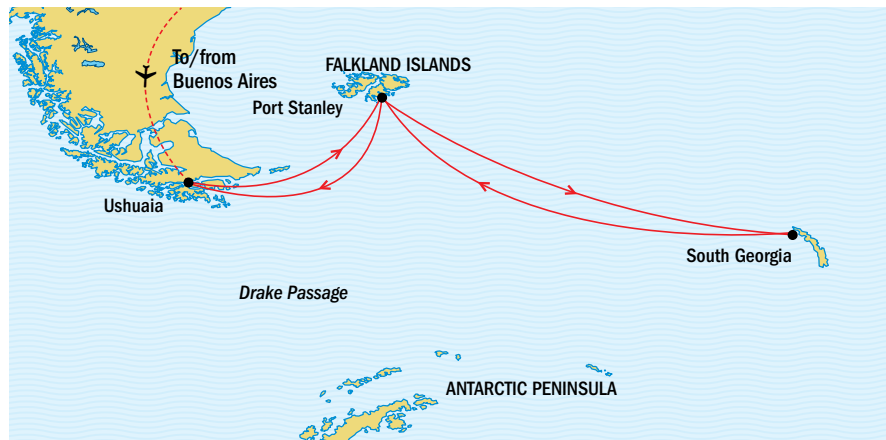 To/from
Buenos Aires
FALKLAND ISLANDS
Port Stanley
Ushuaia
South Georgia
Drake Passage
ANTARCTIC PENINSULA